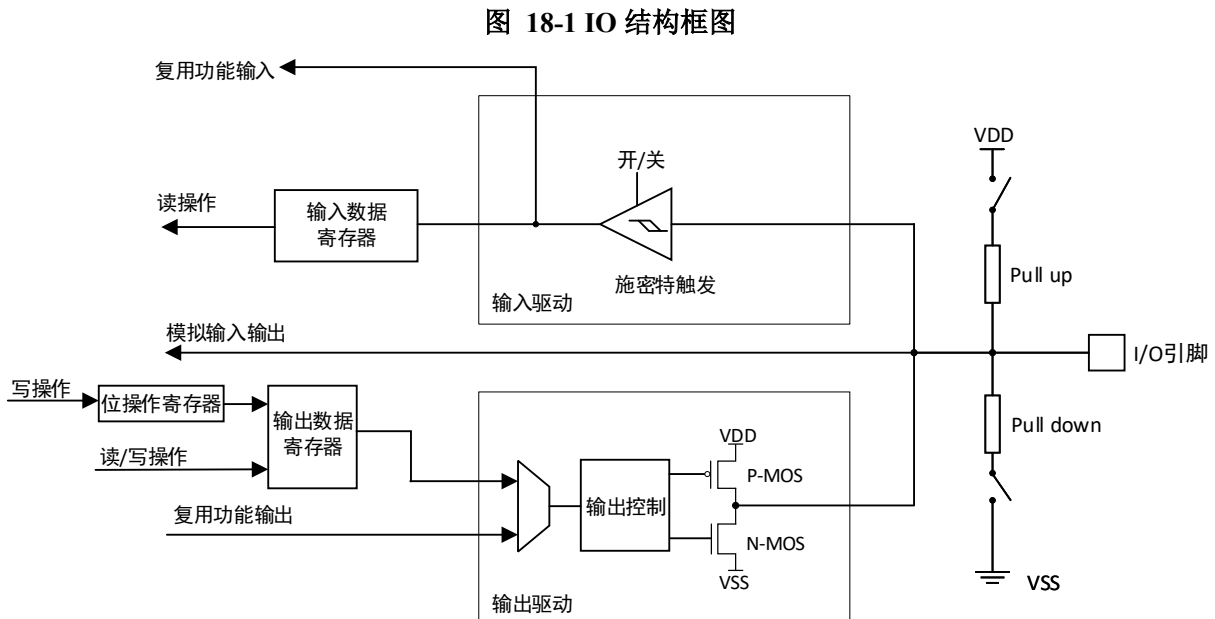 图 18-1 IO 结构框图
复用功能输入
VDD
开/关
读操作
输入数据
寄存器
Pull up
施密特触发
输入驱动
模拟输入输出
I/O引脚
写操作
位操作寄存器
输出数据
寄存器
Pull down
VDD
读/写操作
P-MOS
复用功能输出
输出控制
N-MOS
VSS
VSS
输出驱动